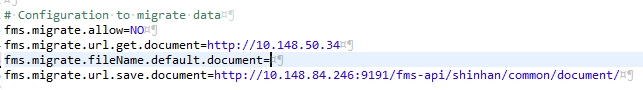 # Configuration to migrate data
fms.migrate.allow=NO
fms.migrate.url.get.document=http://10.148.50.34
fms.migrate.fileName.default.document=
fms.migrate.url.save.document=http://10.148.84.246:9191/fms-api/shinhan/common/document/